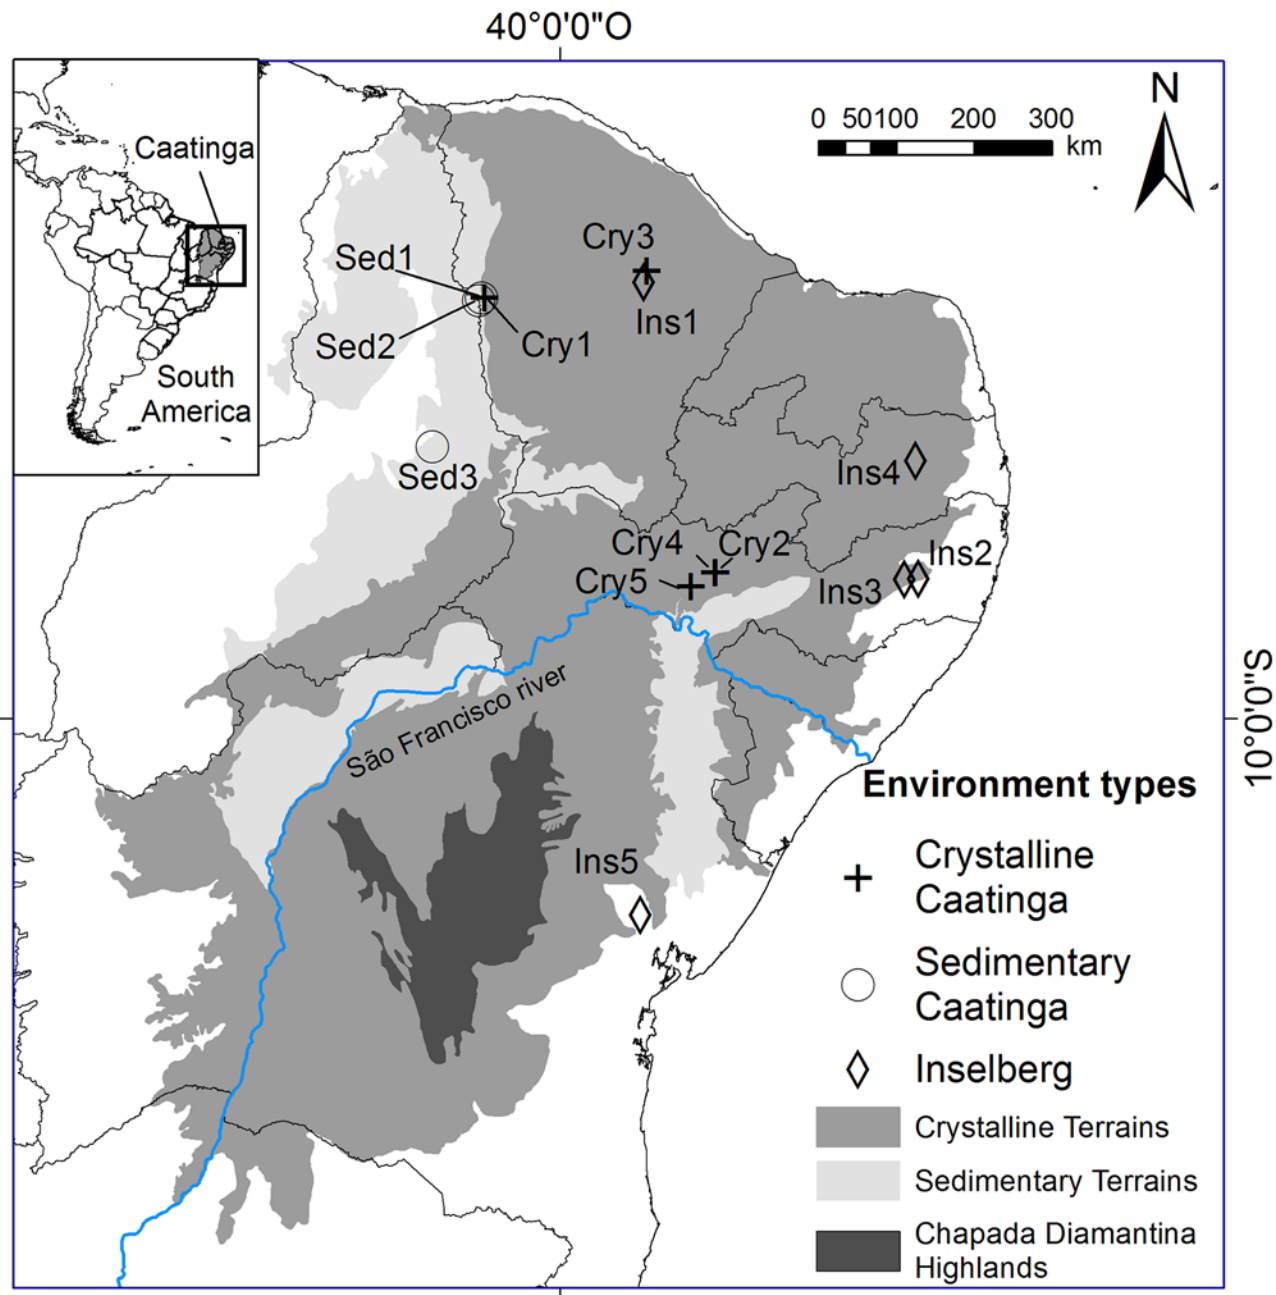 40°0'0"O
N
0 50100 200 300
km
Caatinga
South
America
Cry3
Sed1
Ins1
Sed2
Cry1
Ins4
Sed3
Cry4
Cry2
Ins2
Cry5
Ins3
São Francisco river
10°0'0"S
Ins5
Environment types
Crystalline
Caatinga
Sedimentary
Caatinga
Inselberg
Crystalline Terrains
Sedimentary Terrains
Chapada Diamantina
Highlands